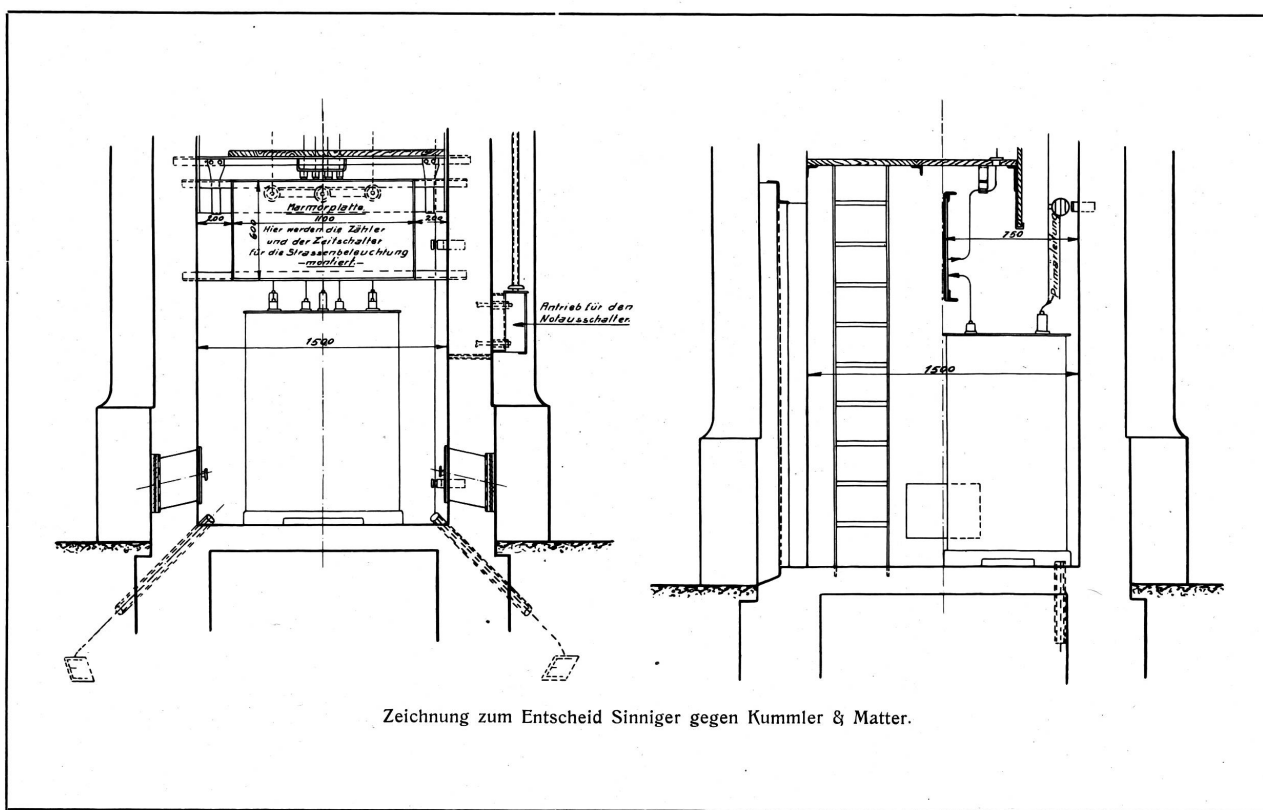 Marmorplatte
200 1100 200
600
Hier werden die Zähler
und der Zeitschalter
für die Strassenbeleuchtung
—montiert.—
Antrieb für den
Notausschalter.
1500
750
Primärleitung
1500
Zeichnung zum Entscheid Sinniger gegen Kummler & Matter.